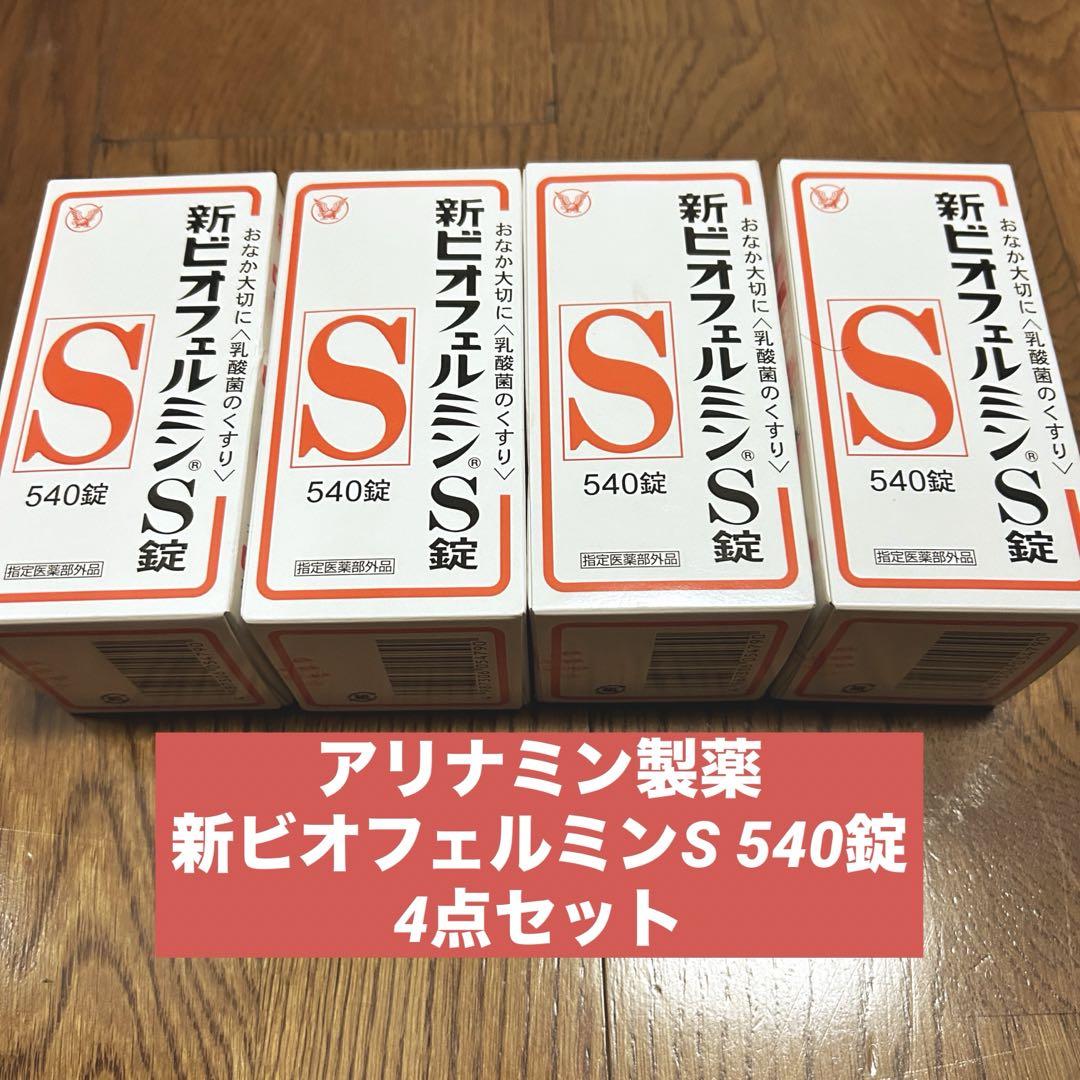 おなか大切に〈乳酸菌のくすり〉
新ビオフェルミン®S錠
S
540錠
指定医薬部外品
おなか大切に〈乳酸菌のくすり〉
新ビオフェルミン®S錠
S
540錠
指定医薬部外品
おなか大切に〈乳酸菌のくすり〉
新ビオフェルミン®S錠
S
540錠
指定医薬部外品
おなか大切に〈乳酸菌のくすり〉
新ビオフェルミン®S錠
S
540錠
指定医薬部外品
4987306054790
アリナミン製薬
新ビオフェルミンS 540錠
4点セット